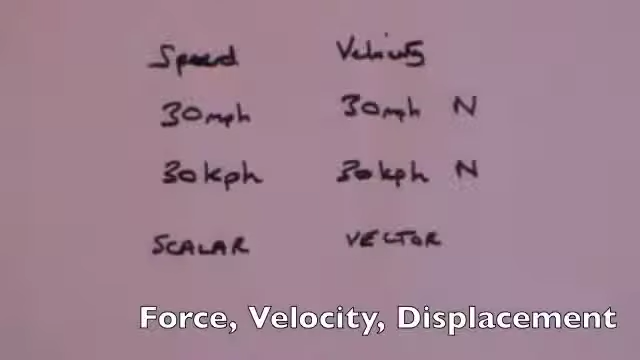 Speed Velocity
30mph 30mph N
30kph 30kph N
SCALAR VECTOR
Force, Velocity, Displacement